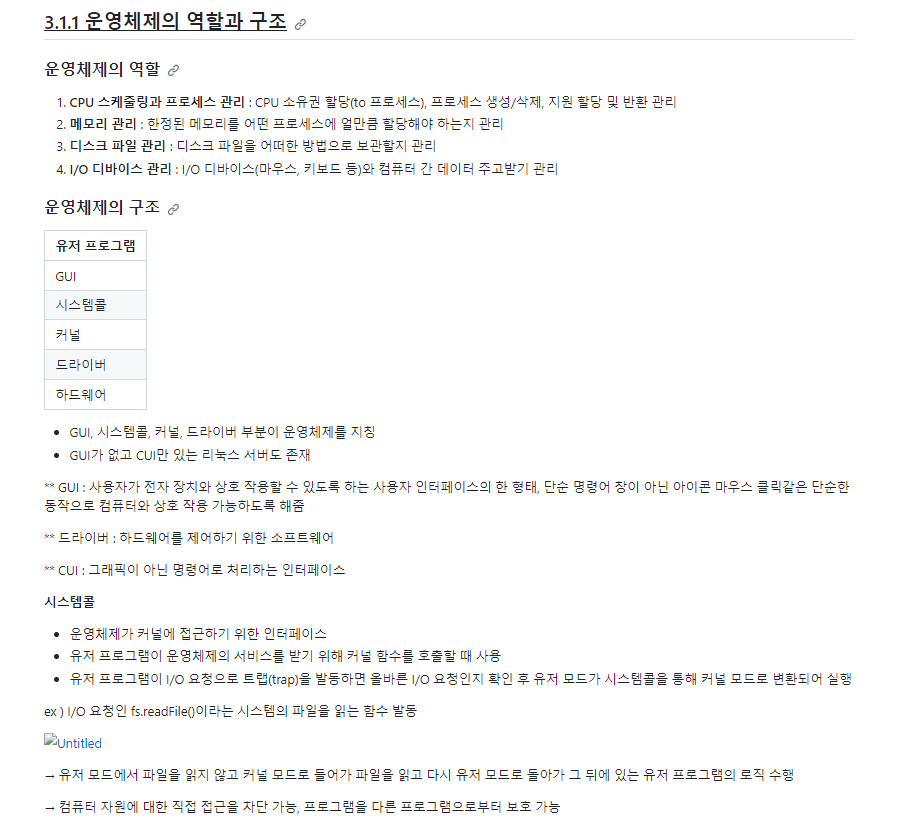 3.1.1 운영체제의 역할과 구조
운영체제의 역할
1. CPU 스케줄링과 프로세스 관리 : CPU 소유권 할당(to 프로세스), 프로세스 생성/삭제, 지원 할당 및 반환 관리
2. 메모리 관리 : 한정된 메모리를 어떤 프로세스에 얼만큼 할당해야 하는지 관리
3. 디스크 파일 관리 : 디스크 파일을 어떠한 방법으로 보관할지 관리
4. I/O 디바이스 관리 : I/O 디바이스(마우스, 키보드 등)와 컴퓨터 간 데이터 주고받기 관리
운영체제의 구조
유저 프로그램
GUI
시스템콜
커널
드라이버
하드웨어
• GUI, 시스템콜, 커널, 드라이버 부분이 운영체제를 지칭
• GUI가 없고 CUI만 있는 리눅스 서버도 존재
** GUI : 사용자가 전자 장치와 상호 작용할 수 있도록 하는 사용자 인터페이스의 한 형태, 단순 명령어 창이 아닌 아이콘 마우스 클릭같은 단순한
동작으로 컴퓨터와 상호 작용 가능하도록 해줌
** 드라이버 : 하드웨어를 제어하기 위한 소프트웨어
** CUI : 그래픽이 아닌 명령어로 처리하는 인터페이스
시스템콜
• 운영체제가 커널에 접근하기 위한 인터페이스
• 유저 프로그램이 운영체제의 서비스를 받기 위해 커널 함수를 호출할 때 사용
• 유저 프로그램이 I/O 요청으로 트랩(trap)을 발동하면 올바른 I/O 요청인지 확인 후 유저 모드가 시스템콜을 통해 커널 모드로 변환되어 실행
ex ) I/O 요청인 fs.readFile()이라는 시스템의 파일을 읽는 함수 발동
Untitled
→ 유저 모드에서 파일을 읽지 않고 커널 모드로 들어가 파일을 읽고 다시 유저 모드로 돌아가 그 뒤에 있는 유저 프로그램의 로직 수행
→ 컴퓨터 자원에 대한 직접 접근을 차단 가능, 프로그램을 다른 프로그램으로부터 보호 가능